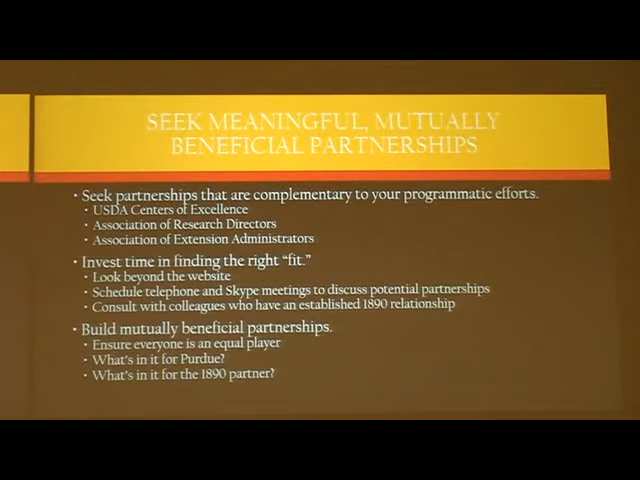 SEEK MEANINGFUL, MUTUALLY
BENEFICIAL PARTNERSHIPS
• Seek partnerships that are complementary to your programmatic efforts.
• USDA Centers of Excellence
• Association of Research Directors
• Association of Extension Administrators
• Invest time in finding the right “fit.”
• Look beyond the website
• Schedule telephone and Skype meetings to discuss potential partnerships
• Consult with colleagues who have an established 1890 relationship
• Build mutually beneficial partnerships.
• Ensure everyone is an equal player
• What’s in it for Purdue?
• What’s in it for the 1890 partner?